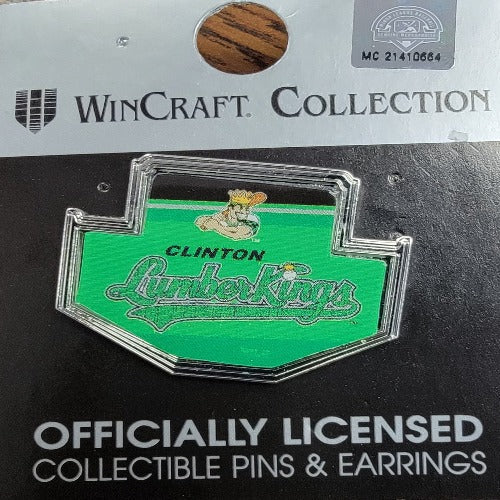 MC 21410664
WINCRAFT. COLLECTION
CLINTON
LumberKings
OFFICIALLY LICENSED
COLLECTIBLE PINS & EARRINGS